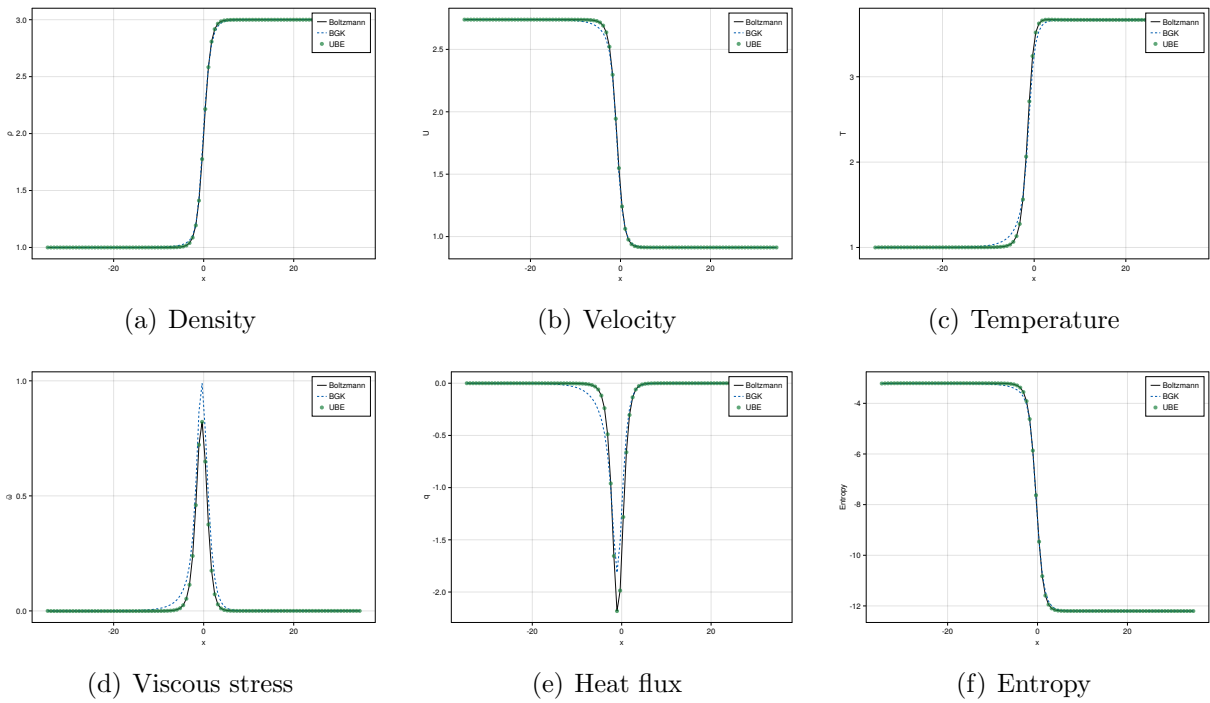 3.0
2.5
2.0
1.5
1.0
ρ
-20
0
20
x
Boltzmann
BGK
UBE
(a) Density
2.5
2.0
1.5
1.0
U
-20
0
20
x
Boltzmann
BGK
UBE
(b) Velocity
3
2
1
T
-20
0
20
x
Boltzmann
BGK
UBE
(c) Temperature
1.0
0.5
0.0
-20
0
20
x
Boltzmann
BGK
UBE
(d) Viscous stress
0.0
-0.5
-1.0
-1.5
-2.0
q
-20
0
20
x
Boltzmann
BGK
UBE
(e) Heat flux
-4
-6
-8
-10
-12
Entropy
-20
0
20
x
Boltzmann
BGK
UBE
(f) Entropy